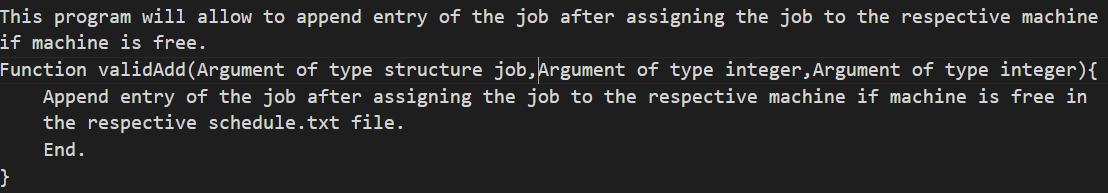 This program will allow to append entry of the job after assigning the job to the respective machine
if machine is free.
Function validAdd(Argument of type structure job,Argument of type integer,Argument of type integer){
    Append entry of the job after assigning the job to the respective machine if machine is free in
    the respective schedule.txt file.
    End.
}